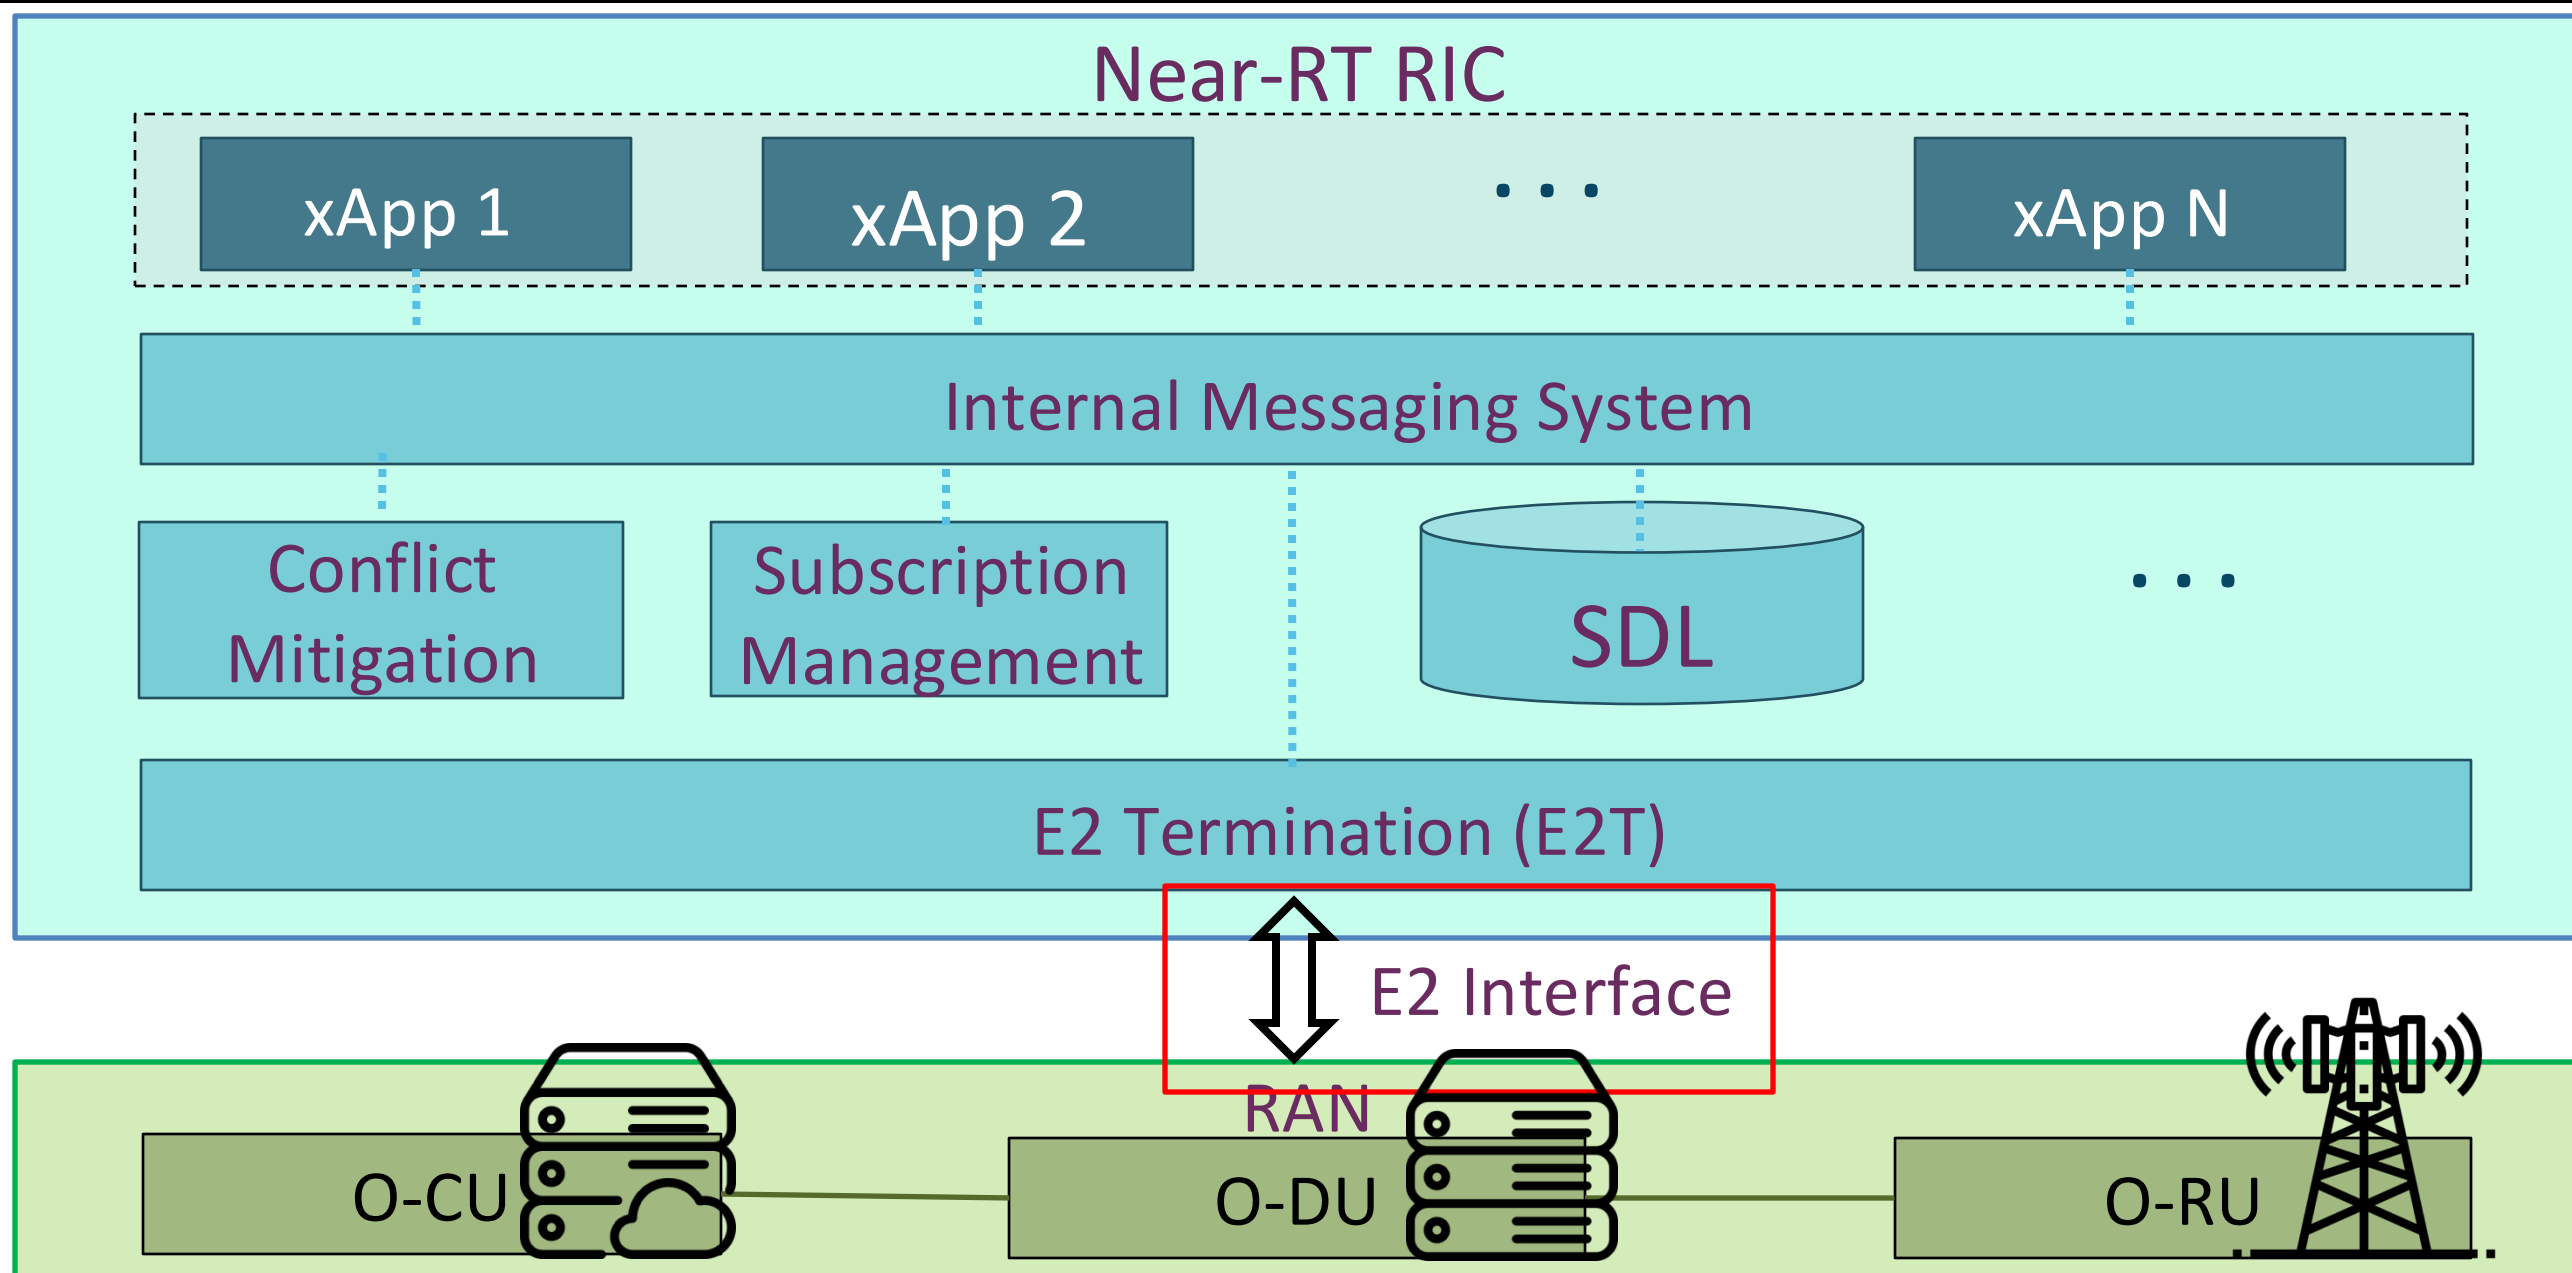 Near-RT RIC
xApp 1
xApp 2
...
xApp N
Internal Messaging System
Conflict
Mitigation
Subscription
Management
SDL
...
E2 Termination (E2T)
E2 Interface
RAN
O-CU
O-DU
O-RU